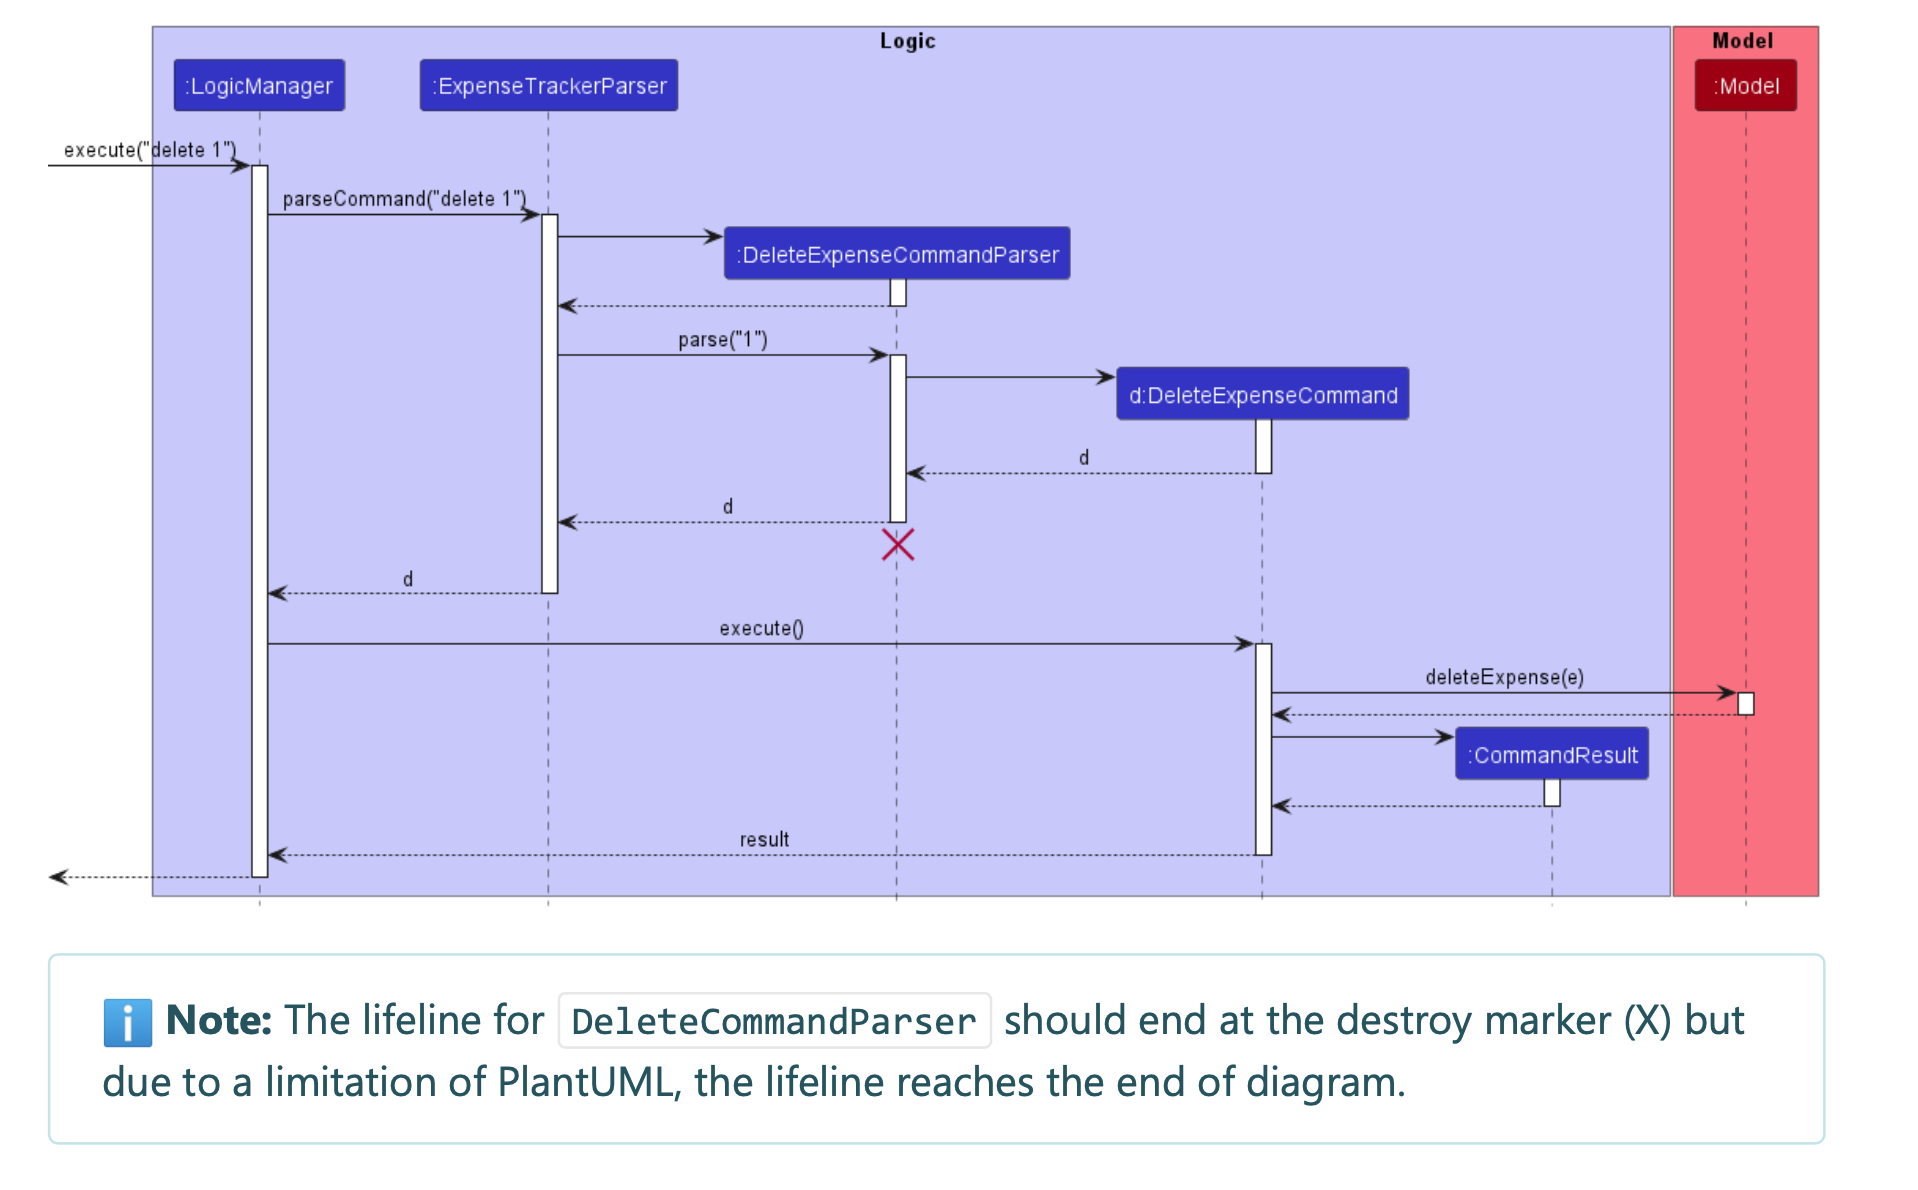 Logic
Model
:LogicManager
:ExpenseTrackerParser
:Model
execute("delete 1")
parseCommand("delete 1")
:DeleteExpenseCommandParser
parse("1")
d:DeleteExpenseCommand
d
d
d
execute()
deleteExpense(e)
:CommandResult
result
Note: The lifeline for DeleteCommandParser should end at the destroy marker (X) but
due to a limitation of PlantUML, the lifeline reaches the end of diagram.